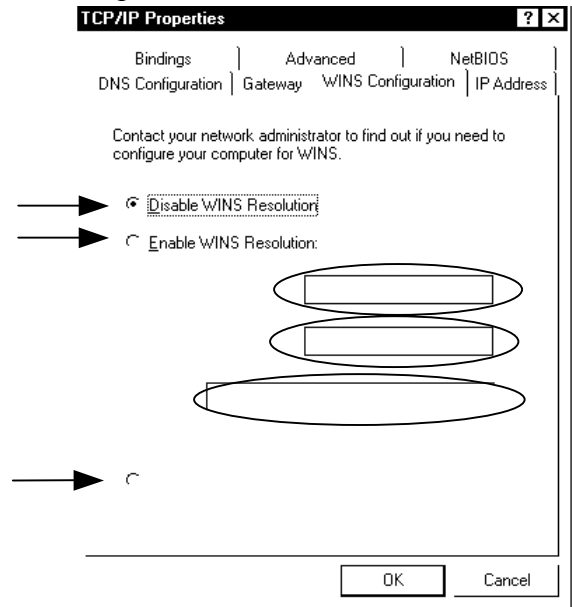 TCP/IP Properties ? ×
Bindings Advanced NetBIOS
DNS Configuration Gateway WINS Configuration IP Address
Contact your network administrator to find out if you need to
configure your computer for WINS.
Disable WINS Resolution
Enable WINS Resolution:
OK Cancel